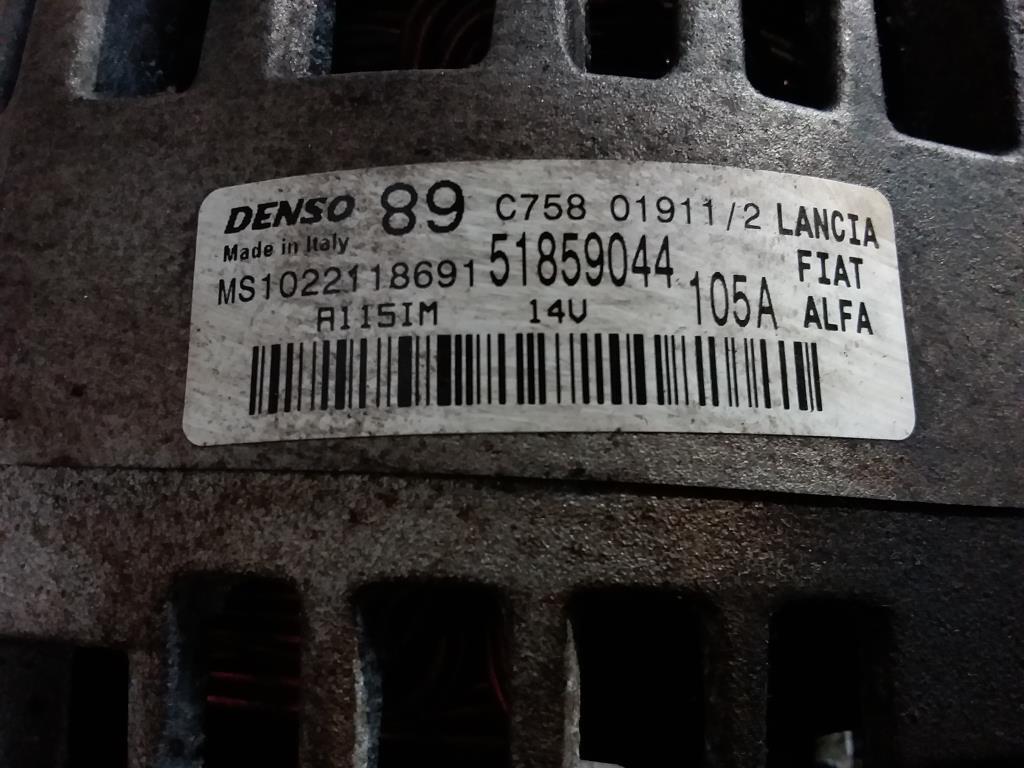 DENSO 89 C758 01911/2 LANCIA
Made in Italy 51859044 FIAT
MS1022118691 105A ALFA
A115IM 14V